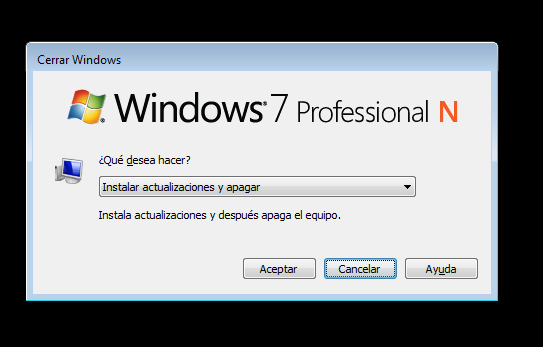 Cerrar Windows
Windows® 7 Professional N
¿Qué desea hacer?
Instalar actualizaciones y apagar
Instala actualizaciones y después apaga el equipo.
Aceptar
Cancelar
Ayuda